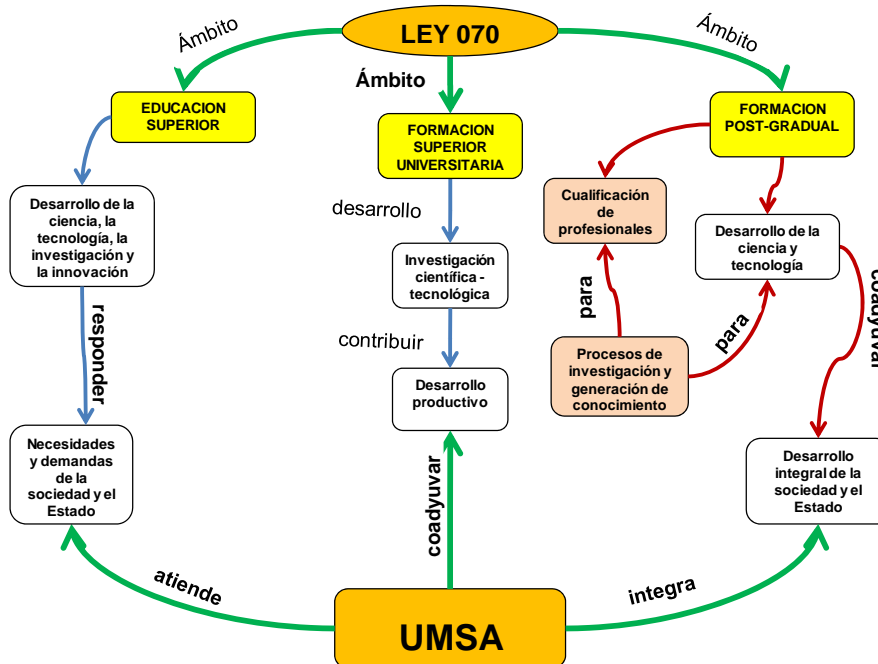 LEY 070
Ámbito
Ámbito
Ámbito
EDUCACION
SUPERIOR
FORMACION
SUPERIOR
UNIVERSITARIA
FORMACION
POST-GRADUAL
desarrollo
Desarrollo de la
ciencia, la
tecnología, la
investigación y
la innovación
Investigación
científica -
tecnológica
Cualificación
de
profesionales
Desarrollo de la
ciencia y
tecnología
responder
contribuir
para
para
coadyuvar
Procesos de
investigación y
generación de
conocimiento
Desarrollo
productivo
Necesidades
y demandas
de la
sociedad y el
Estado
Desarrollo
integral de la
sociedad y el
Estado
coadyuvar
atiende
integra
UMSA